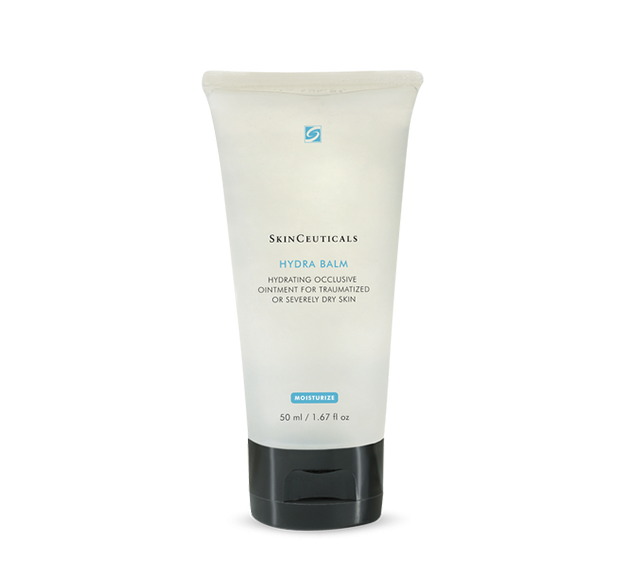 SKINCEUTICALS
HYDRA BALM
HYDRATING OCCLUSIVE
OINTMENT FOR TRAUMATIZED
OR SEVERELY DRY SKIN
MOISTURIZE
50 ml / 1.67 fl oz